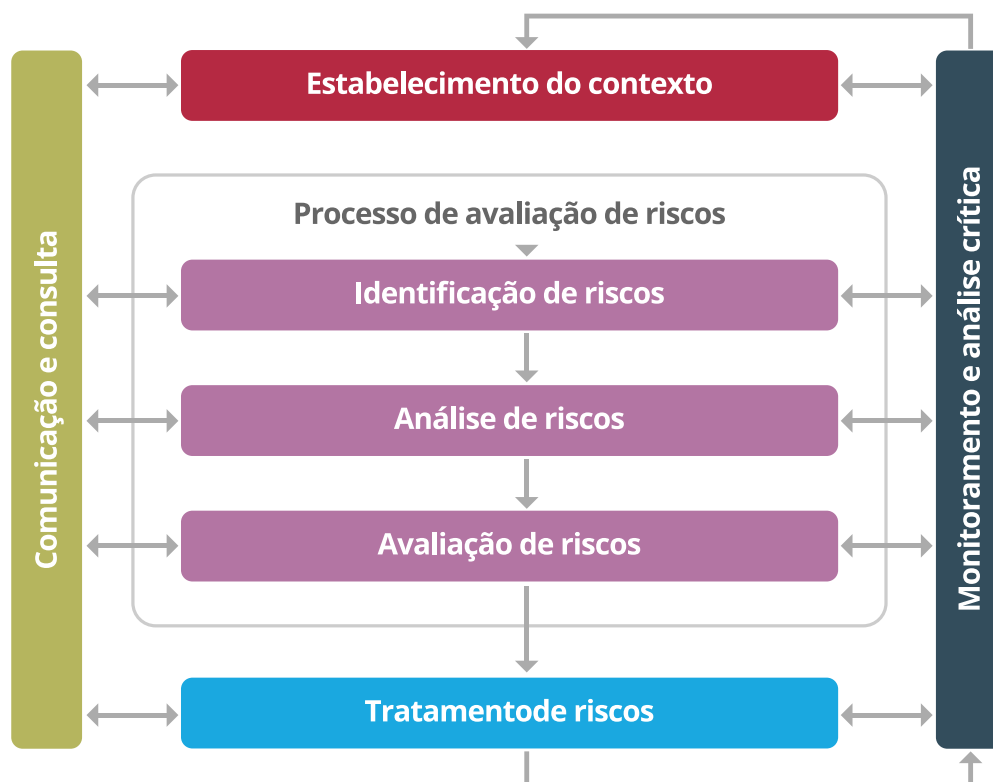 Estabelecimento do contexto
Processo de avaliação de riscos
Identificação de riscos
Análise de riscos
Avaliação de riscos
Tratamentode riscos
Comunicação e consulta
Monitoramento e análise crítica